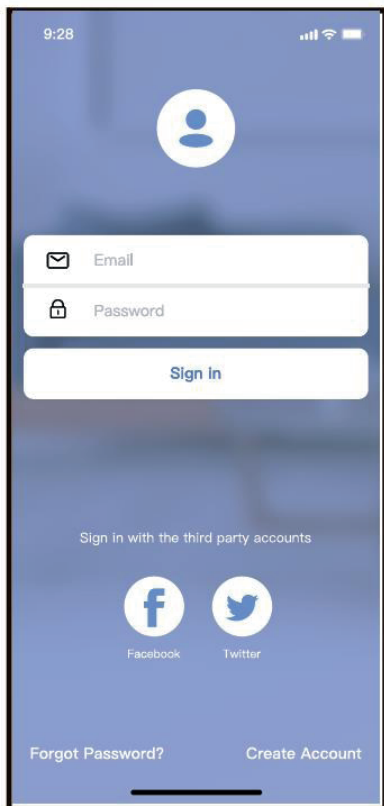 9:28
Email
Password
Sign in
Sign in with the third party accounts
Facebook Twitter
Forgot Password? Create Account